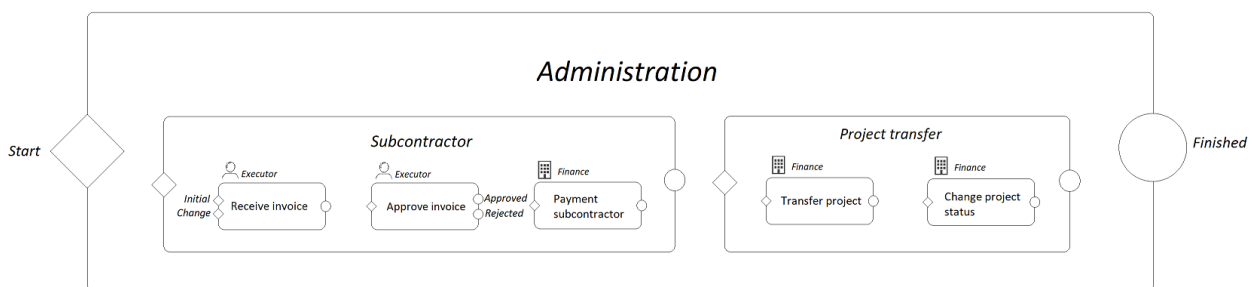 Administration
Start
Finished
Subcontractor
Executor
Initial
Change
Receive invoice
Executor
Approve invoice
Approved
Rejected
Finance
Payment
subcontractor
Project transfer
Finance
Transfer project
Finance
Change project
status